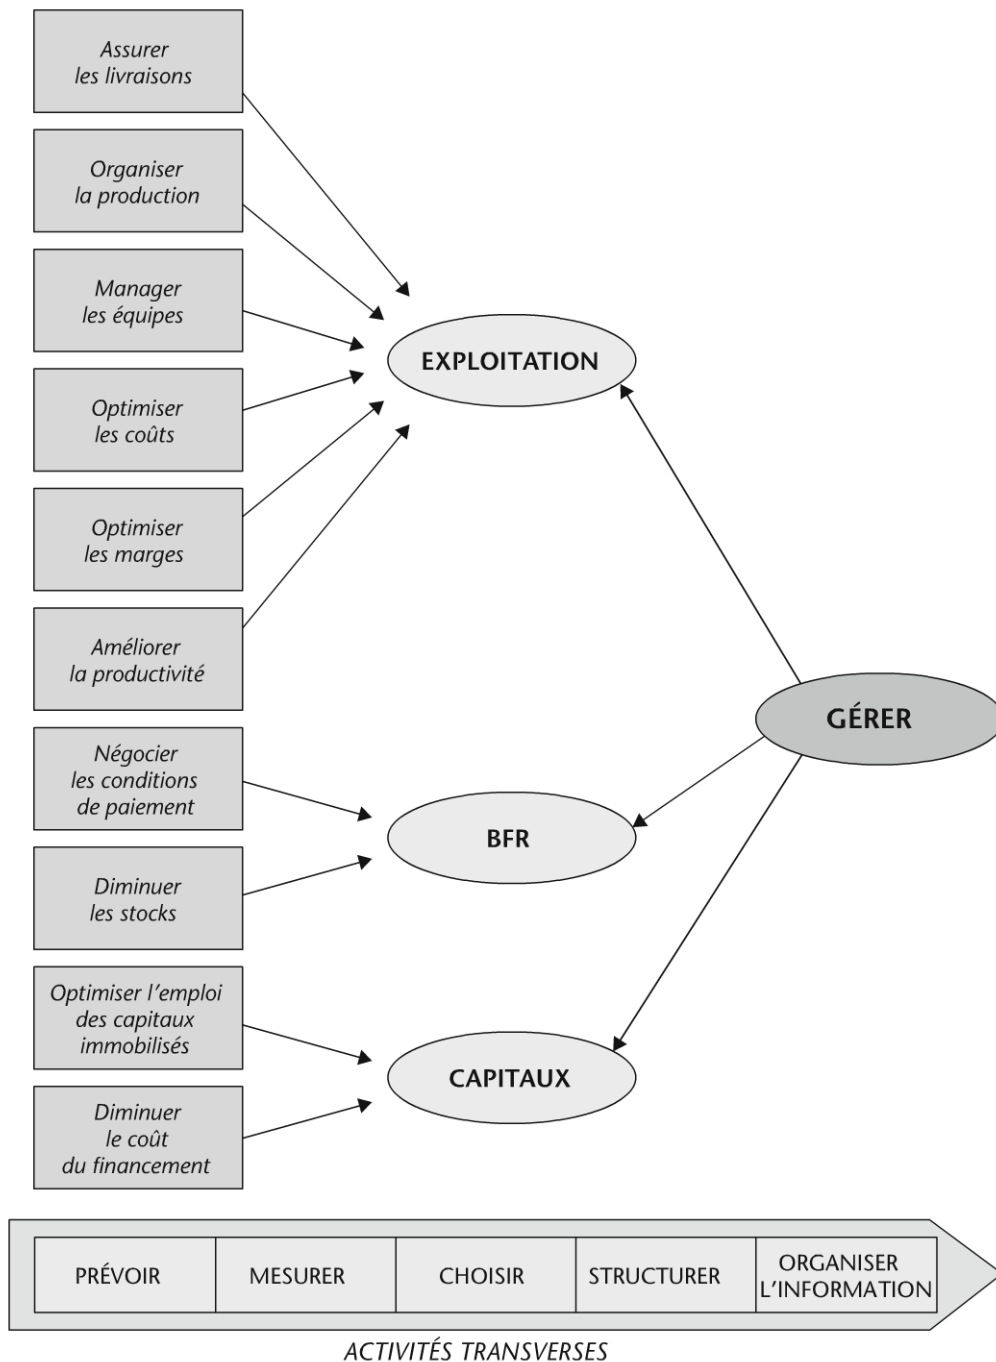 Assurer
les livraisons
Organiser
la production
Manager
les équipes
EXPLOITATION
Optimiser
les coûts
Optimiser
les marges
Améliorer
la productivité
GÉRER
Négocier
les conditions
de paiement
BFR
Diminuer
les stocks
Optimiser l'emploi
des capitaux
immobilisés
CAPITAUX
Diminuer
le coût
du financement
PRÉVOIR
MESURER
CHOISIR
STRUCTURER
ORGANISER
L'INFORMATION
ACTIVITÉS TRANSVERSES